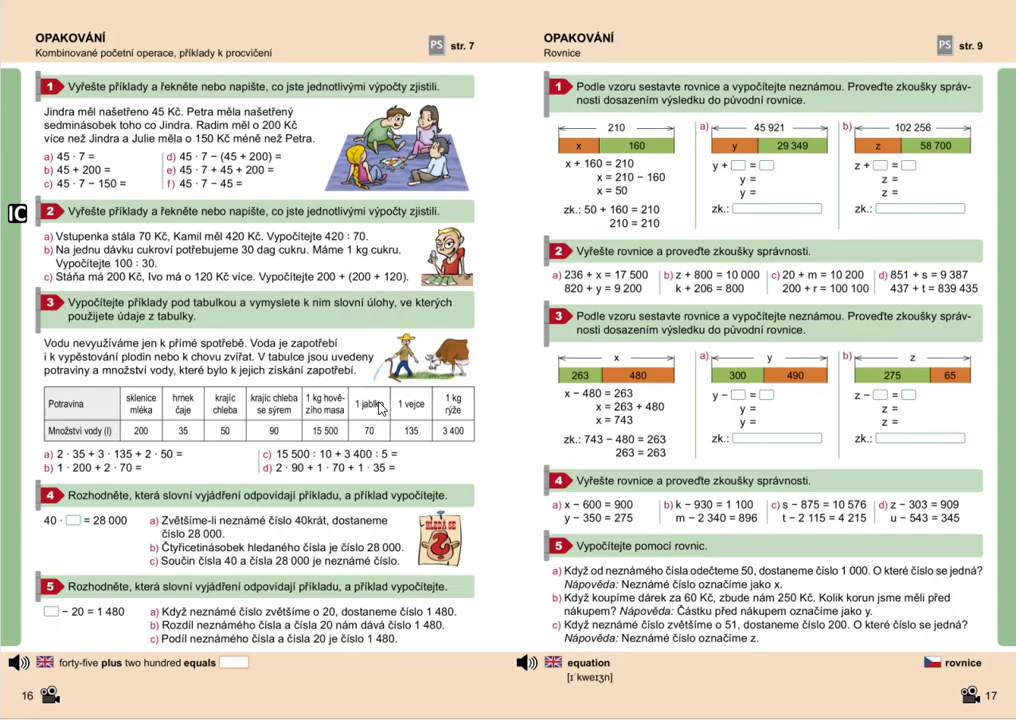 OPAKOVÁNÍ
Kombinované početní operace, příklady k procvičení
PS str. 7
1 Vyřešte příklady a řekněte nebo napište, co jste jednotlivými výpočty zjistili.
Jindra měl našetřeno 45 Kč. Petra měla našetřený
sedminásobek toho co Jindra. Radim měl o 200 Kč
více než Jindra a Julie měla o 150 Kč méně než Petra.
a) 45 · 7 = d) 45 · 7 − (45 + 200) =
b) 45 + 200 = e) 45 · 7 + 45 + 200 =
c) 45 · 7 − 150 = f) 45 · 7 − 45 =
IC
2 Vyřešte příklady a řekněte nebo napište, co jste jednotlivými výpočty zjistili.
a) Vstupenka stála 70 Kč, Kamil měl 420 Kč. Vypočítejte 420 : 70.
b) Na jednu dávku cukroví potřebujeme 30 dag cukru. Máme 1 kg cukru.
Vypočítejte 100 : 30.
c) Stáňa má 200 Kč, Ivo má o 120 Kč více. Vypočítejte 200 + (200 + 120).
3 Vypočítejte příklady pod tabulkou a vymyslete k nim slovní úlohy, ve kterých
použijete údaje z tabulky.
Vodu nevyužíváme jen k přímé spotřebě. Voda je zapotřebí
i k vypěstování plodin nebo k chovu zvířat. V tabulce jsou uvedeny
potraviny a množství vody, které bylo k jejich získání zapotřebí.
Potravina sklenice mléka hrnek čaje krajíc chleba krajíc chleba se sýrem 1 kg hovězího masa 1 jablko 1 vejce 1 kg rýže
Množství vody (l) 200 35 50 90 15 500 70 135 3 400
a) 2 · 35 + 3 · 135 + 2 · 50 = c) 15 500 : 10 + 3 400 : 5 =
b) 1 · 200 + 2 · 70 = d) 2 · 90 + 1 · 70 + 1 · 35 =
4 Rozhodněte, která slovní vyjádření odpovídají příkladu, a příklad vypočítejte.
40 · = 28 000 a) Zvětšíme-li neznámé číslo 40krát, dostaneme
číslo 28 000.
b) Čtyřicetinásobek hledaného čísla je číslo 28 000.
c) Součin čísla 40 a čísla 28 000 je neznámé číslo.
HLEDÁ SE
?
5 Rozhodněte, která slovní vyjádření odpovídají příkladu, a příklad vypočítejte.
− 20 = 1 480 a) Když neznámé číslo zvětšíme o 20, dostaneme číslo 1 480.
b) Rozdíl neznámého čísla a čísla 20 nám dává číslo 1 480.
c) Podíl neznámého čísla a čísla 20 je číslo 1 480.
forty-five plus two hundred equals
16
OPAKOVÁNÍ
Rovnice
PS str. 9
1 Podle vzoru sestavte rovnice a vypočítejte neznámou. Proveďte zkoušky správ-
nosti dosazením výsledku do původní rovnice.
210 a) 45 921 b) 102 256
x 160 y 29 349 z 58 700
x + 160 = 210 y + = z + =
x = 210 − 160 y = z =
x = 50 y = z =
zk.: 50 + 160 = 210 zk.: zk.:
210 = 210
2 Vyřešte rovnice a proveďte zkoušky správnosti.
a) 236 + x = 17 500 b) z + 800 = 10 000 c) 20 + m = 10 200 d) 851 + s = 9 387
820 + y = 9 200 k + 206 = 800 200 + r = 100 100 437 + t = 839 435
3 Podle vzoru sestavte rovnice a vypočítejte neznámou. Proveďte zkoušky správ-
nosti dosazením výsledku do původní rovnice.
x a) y b) z
263 480 300 490 275 65
x − 480 = 263 y − = z − =
x = 263 + 480 y = z =
x = 743 y = z =
zk.: 743 − 480 = 263 zk.: zk.:
263 = 263
4 Vyřešte rovnice a proveďte zkoušky správnosti.
a) x − 600 = 900 b) k − 930 = 1 100 c) s − 875 = 10 576 d) z − 303 = 909
y − 350 = 275 m − 2 340 = 896 t − 2 115 = 4 215 u − 543 = 345
5 Vypočítejte pomocí rovnic.
a) Když od neznámého čísla odečteme 50, dostaneme číslo 1 000. O které číslo se jedná?
Nápověda: Neznámé číslo označíme jako x.
b) Když koupíme dárek za 60 Kč, zbude nám 250 Kč. Kolik korun jsme měli před
nákupem? Nápověda: Částku před nákupem označíme jako y.
c) Když neznámé číslo zvětšíme o 51, dostaneme číslo 200. O které číslo se jedná?
Nápověda: Neznámé číslo označíme z.
equation rovnice
[ɪˈkweɪʒn]
17